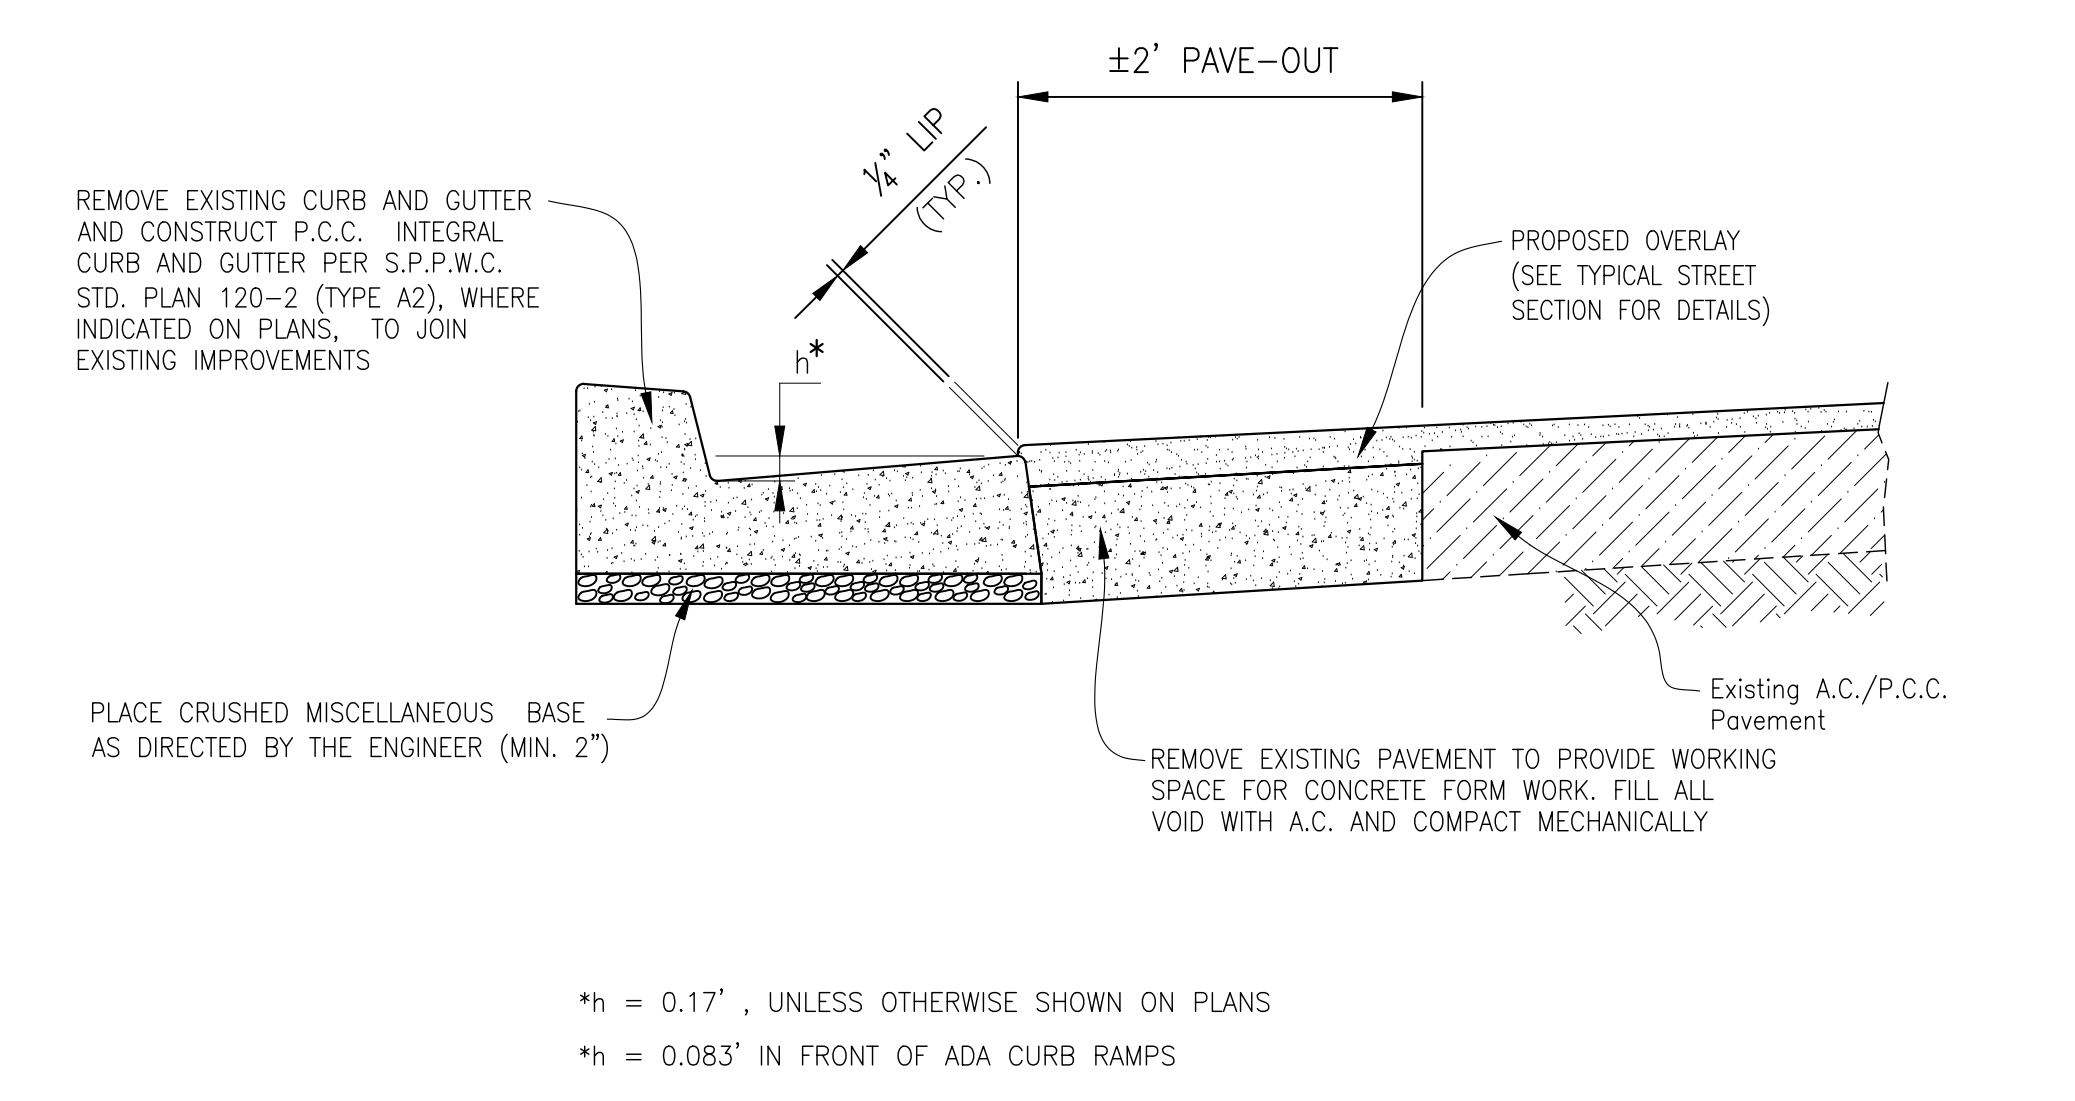 ±2’ PAVE-OUT
¼” LIP
(TYP.)
REMOVE EXISTING CURB AND GUTTER
AND CONSTRUCT P.C.C. INTEGRAL
CURB AND GUTTER PER S.P.P.W.C.
STD. PLAN 120-2 (TYPE A2), WHERE
INDICATED ON PLANS, TO JOIN
EXISTING IMPROVEMENTS
PROPOSED OVERLAY
(SEE TYPICAL STREET
SECTION FOR DETAILS)
h*
Existing A.C./P.C.C.
Pavement
PLACE CRUSHED MISCELLANEOUS BASE
AS DIRECTED BY THE ENGINEER (MIN. 2”)
REMOVE EXISTING PAVEMENT TO PROVIDE WORKING
SPACE FOR CONCRETE FORM WORK. FILL ALL
VOID WITH A.C. AND COMPACT MECHANICALLY
*h = 0.17’ , UNLESS OTHERWISE SHOWN ON PLANS
*h = 0.083’ IN FRONT OF ADA CURB RAMPS